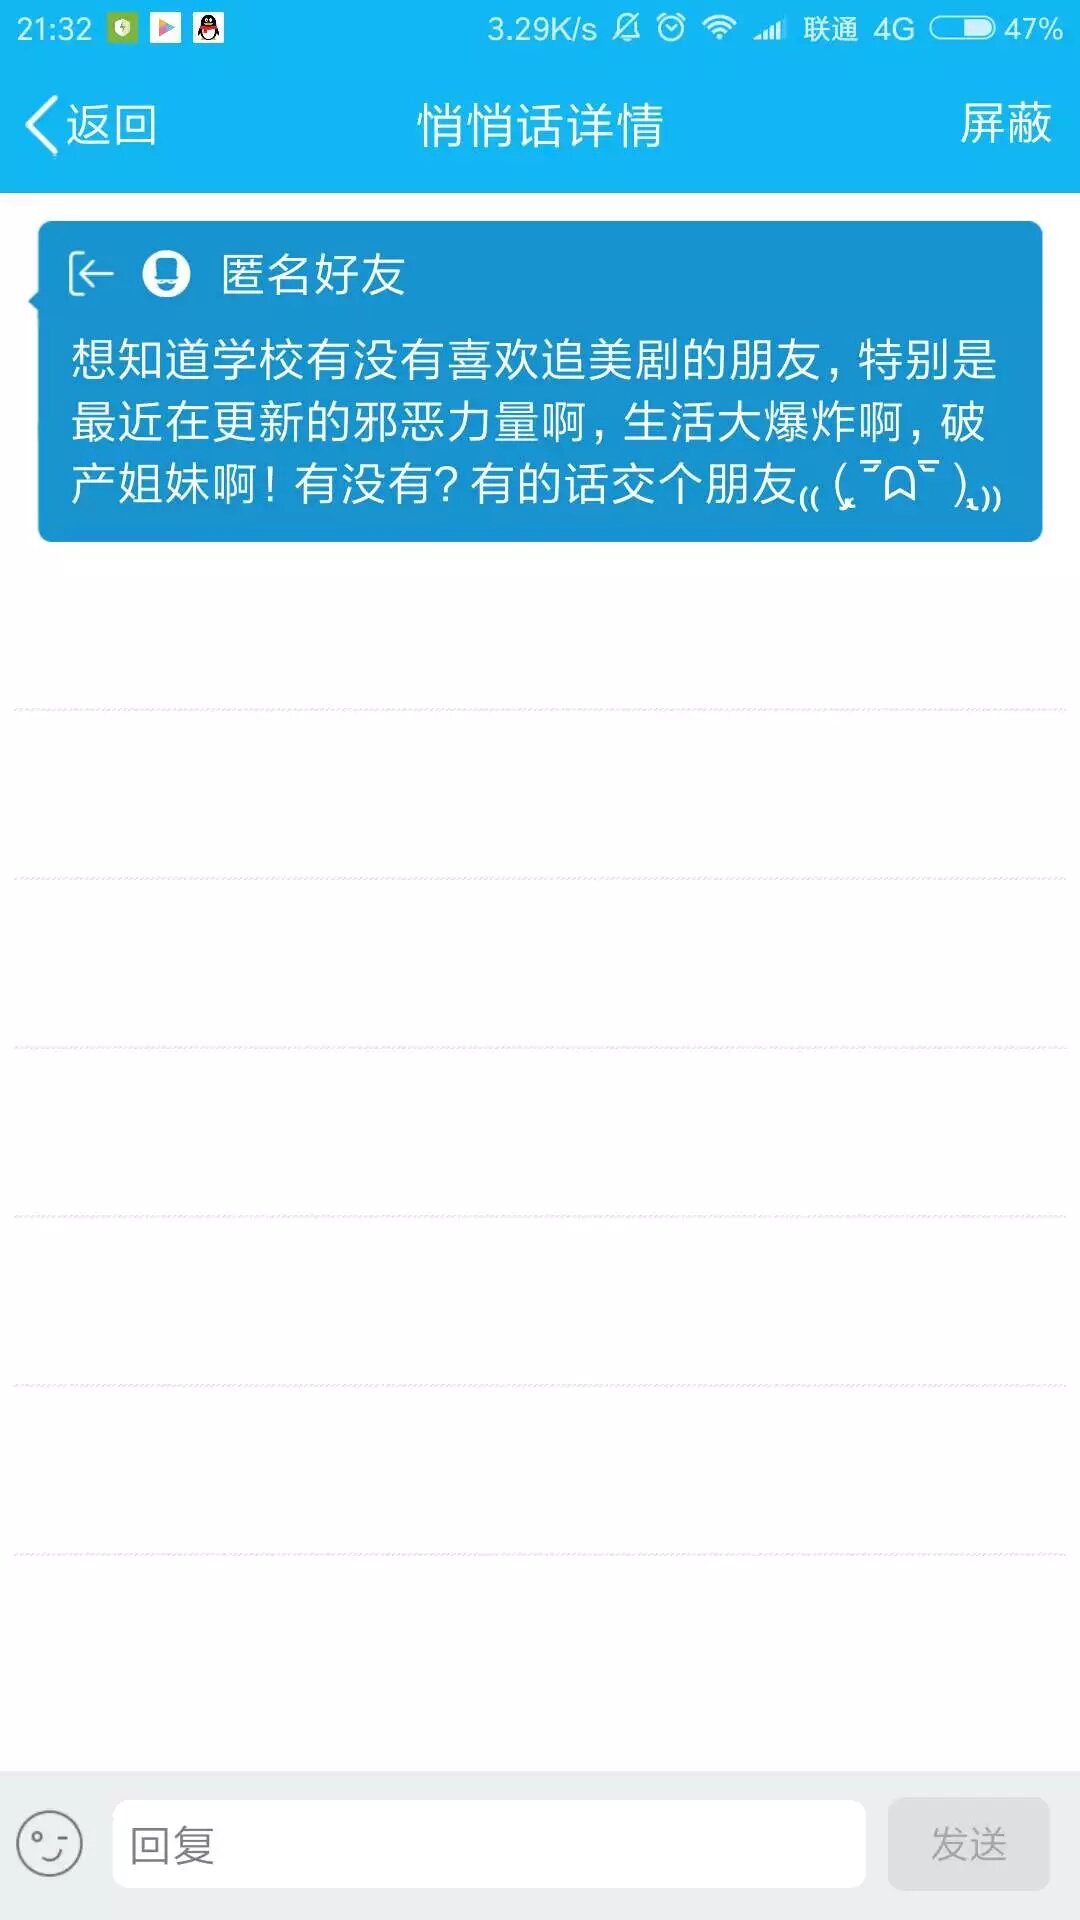 21:32 3.29K/s 联通 4G 47%
返回 悄悄话详情 屏蔽
匿名好友
想知道学校有没有喜欢追美剧的朋友,特别是
最近在更新的邪恶力量啊,生活大爆炸啊,破
产姐妹啊!有没有?有的话交个朋友
回复 发送